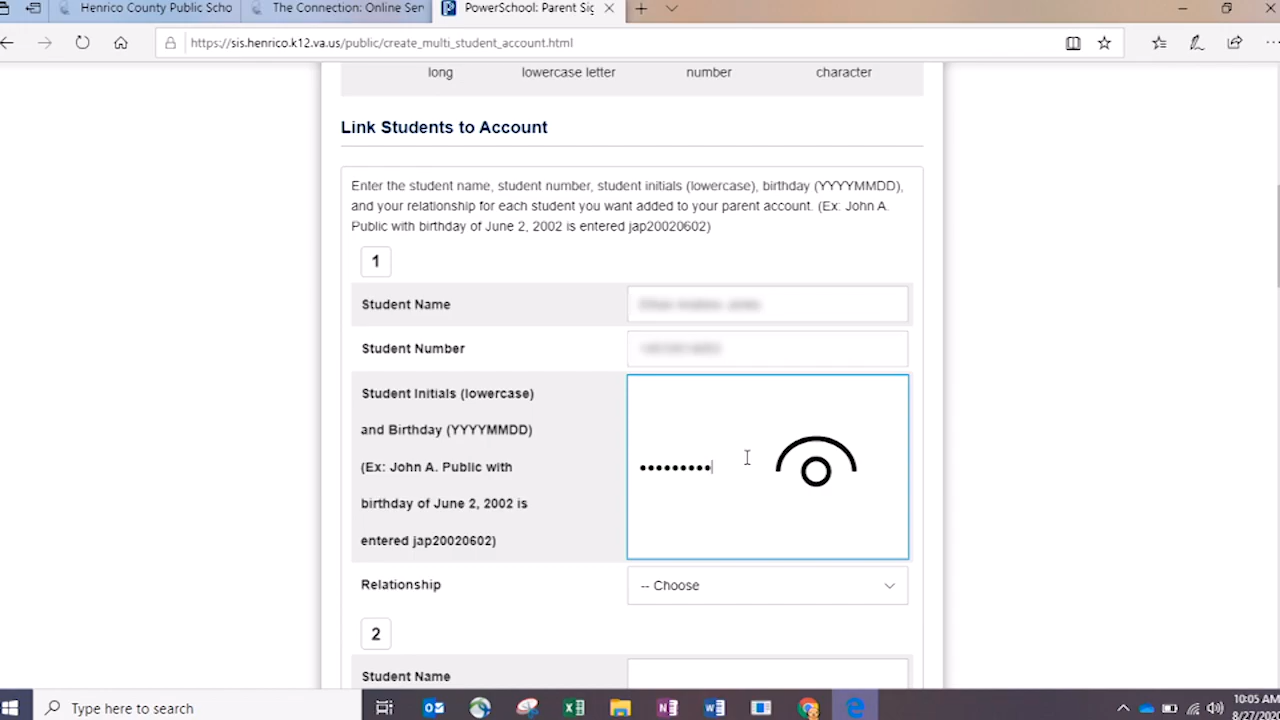 Henrico County Public Scho
The Connection: Online Ser
PowerSchool: Parent Sig
https://sis.henrico.k12.va.us/public/create_multi_student_account.html
long lowercase letter number character
Link Students to Account
Enter the student name, student number, student initials (lowercase), birthday (YYYYMMDD),
and your relationship for each student you want added to your parent account. (Ex: John A.
Public with birthday of June 2, 2002 is entered jap20020602)
1
Student Name
Student Number
Student Initials (lowercase)
and Birthday (YYYYMMDD)
(Ex: John A. Public with
birthday of June 2, 2002 is
entered jap20020602)
Relationship
-- Choose
2
Student Name
Type here to search
10:05 AM